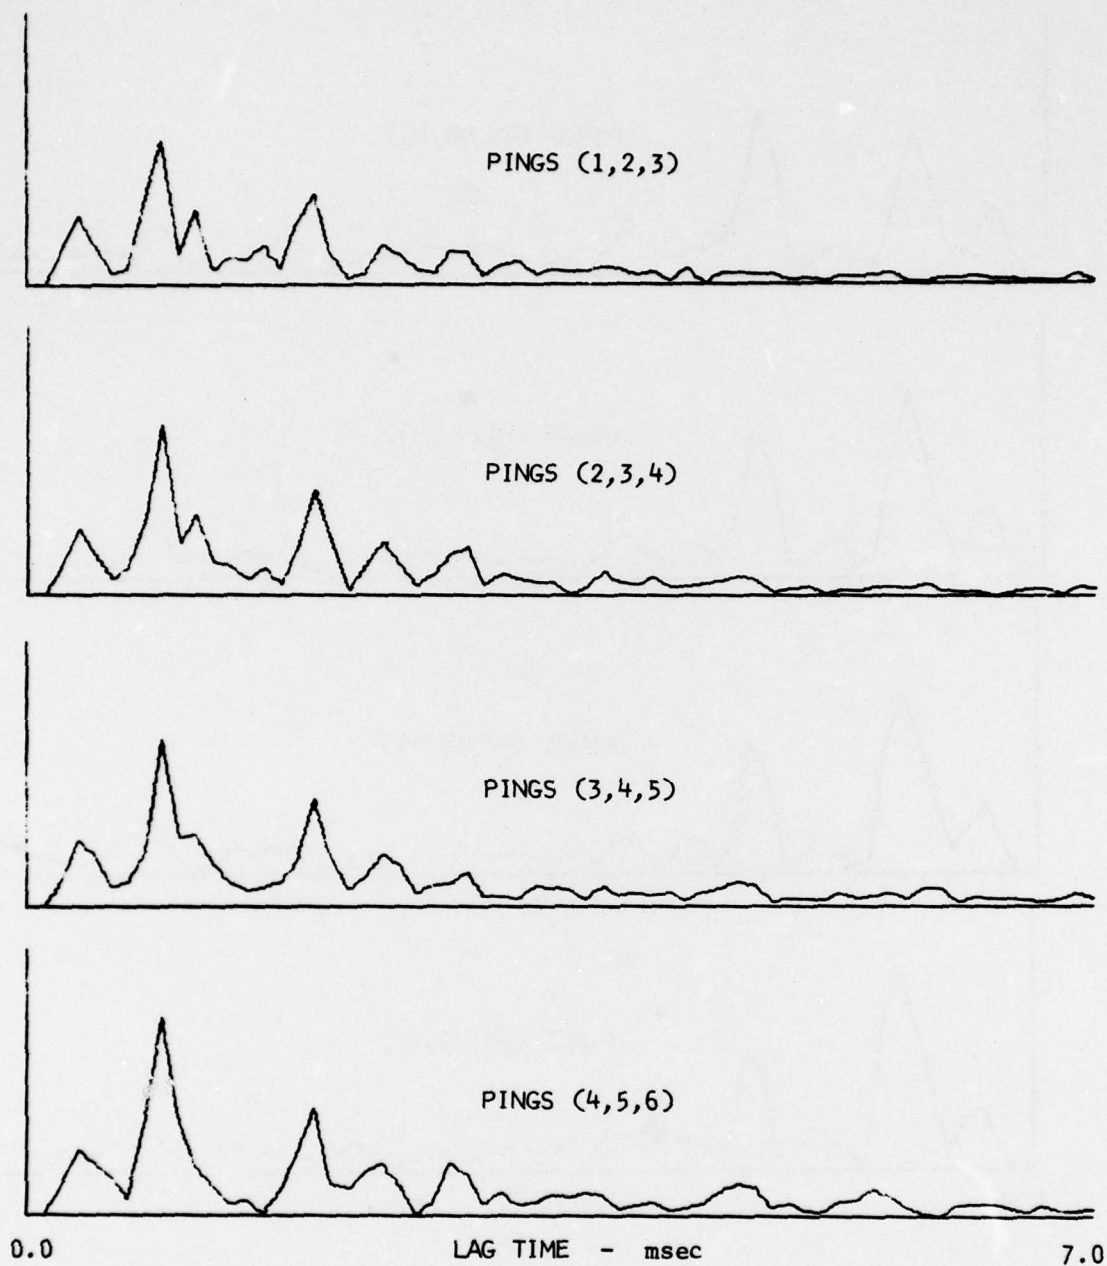 PINGS (1,2,3)
PINGS (2,3,4)
PINGS (3,4,5)
PINGS (4,5,6)
0.0 LAG TIME - msec 7.0